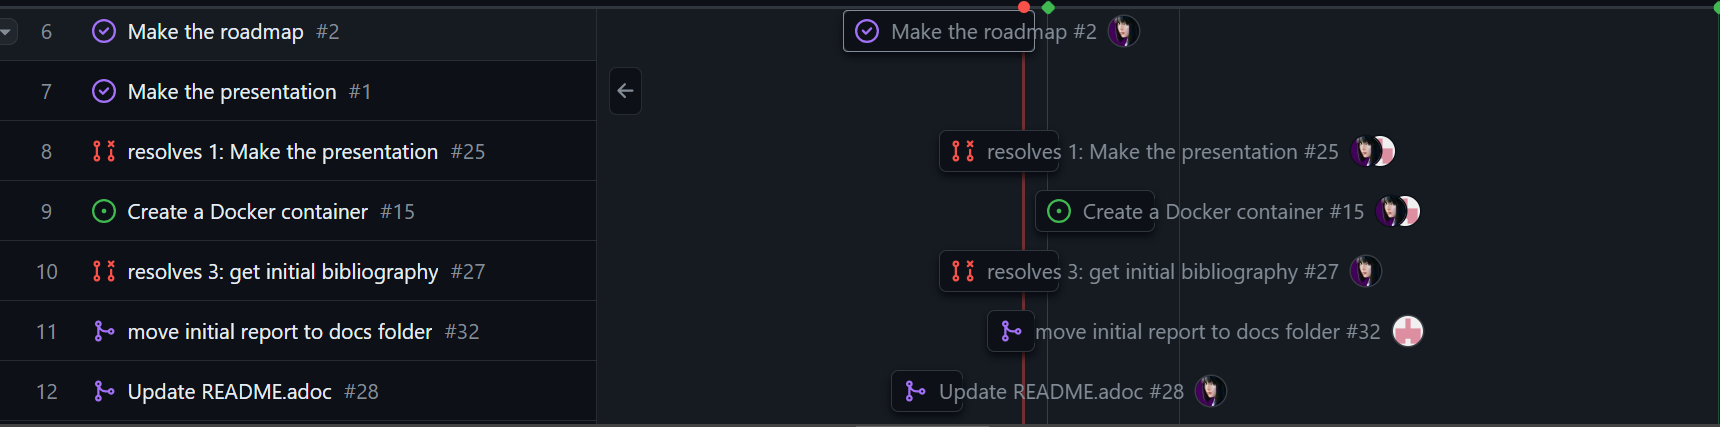 6 Make the roadmap #2 Make the roadmap #2
7 Make the presentation #1
8 resolves 1: Make the presentation #25 resolves 1: Make the presentation #25
9 Create a Docker container #15 Create a Docker container #15
10 resolves 3: get initial bibliography #27 resolves 3: get initial bibliography #27
11 move initial report to docs folder #32 move initial report to docs folder #32
12 Update README.adoc #28 Update README.adoc #28